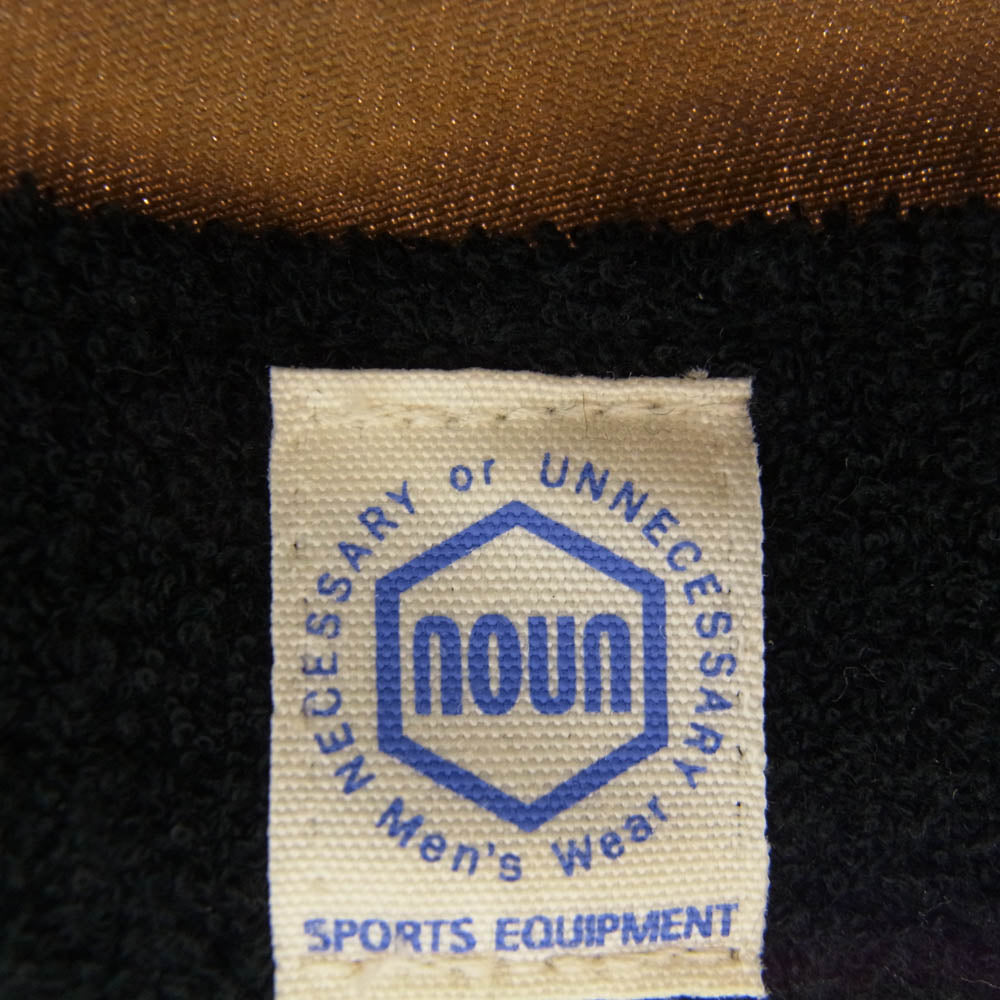 NECESSARY or UNNECESSARY
noun
Men's Wear
SPORTS EQUIPMENT